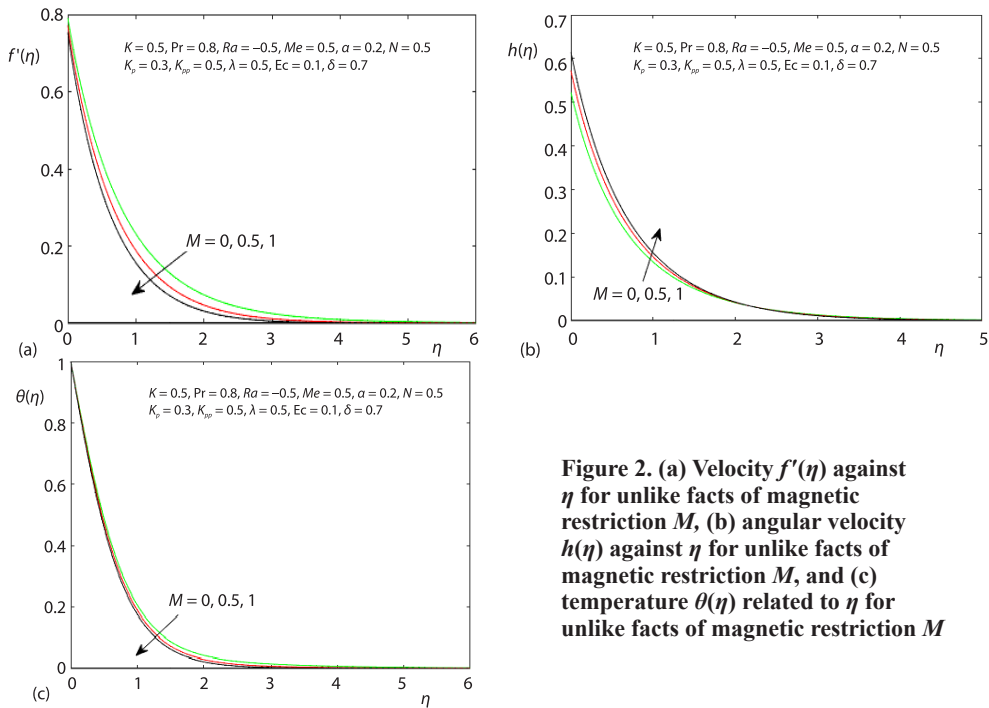 0.8
f'(η)
K = 0.5, Pr = 0.8, Ra = −0.5, Me = 0.5, α = 0.2, N = 0.5
Kp = 0.3, Kpp = 0.5, λ = 0.5, Ec = 0.1, δ = 0.7
0.6
0.4
0.2
M = 0, 0.5, 1
0
0 1 2 3 4 5 6
(a) η
0.7
h(η)
K = 0.5, Pr = 0.8, Ra = −0.5, Me = 0.5, α = 0.2, N = 0.5
Kp = 0.3, Kpp = 0.5, λ = 0.5, Ec = 0.1, δ = 0.7
0.6
0.5
0.4
0.3
0.2
0.1
M = 0, 0.5, 1
0
0 1 2 3 4 5
(b) η
1
θ(η)
K = 0.5, Pr = 0.8, Ra = −0.5, Me = 0.5, α = 0.2, N = 0.5
Kp = 0.3, Kpp = 0.5, λ = 0.5, Ec = 0.1, δ = 0.7
0.8
0.6
0.4
0.2
M = 0, 0.5, 1
0
0 1 2 3 4 5 6
(c) η
Figure 2. (a) Velocity f'(η) against
η for unlike facts of magnetic
restriction M, (b) angular velocity
h(η) against η for unlike facts of
magnetic restriction M, and (c)
temperature θ(η) related to η for
unlike facts of magnetic restriction M